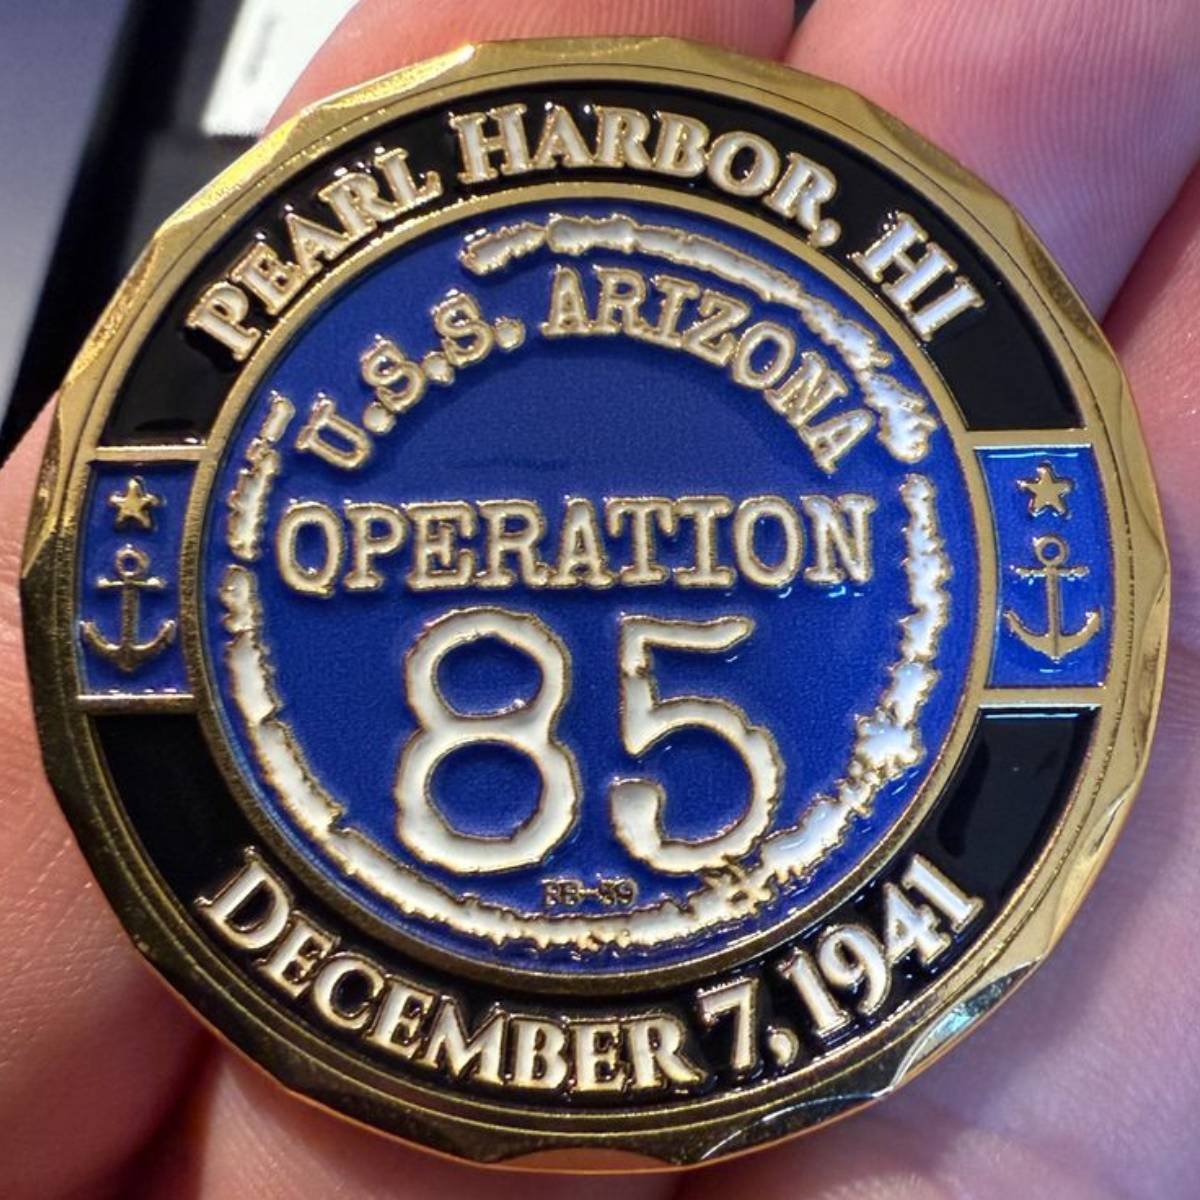 PEARL HARBOR, HI
U.S.S. ARIZONA
OPERATION
85
BB-39
DECEMBER 7, 1941